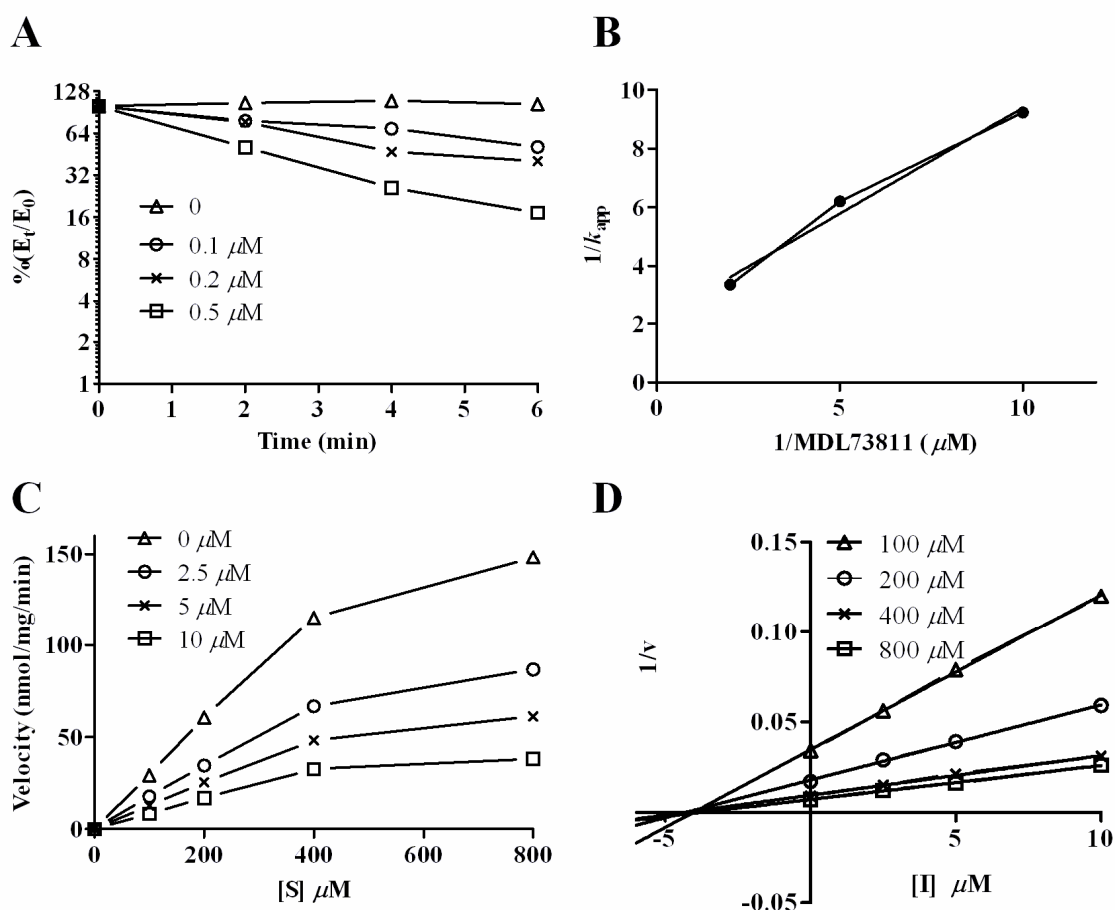 A
%(Et/E0)
128
64
32
16
8
4
2
1
0
0.1 μM
0.2 μM
0.5 μM
0 1 2 3 4 5 6
Time (min)
B
1/kapp
10
8
6
4
2
0
0 5 10
1/MDL73811 (μM)
C
Velocity (nmol/mg/min)
150
100
50
0
0 μM
2.5 μM
5 μM
10 μM
0 200 400 600 800
[S] μM
D
1/v
0.15
0.10
0.05
-0.05
100 μM
200 μM
400 μM
800 μM
-5 5 10
[I] μM